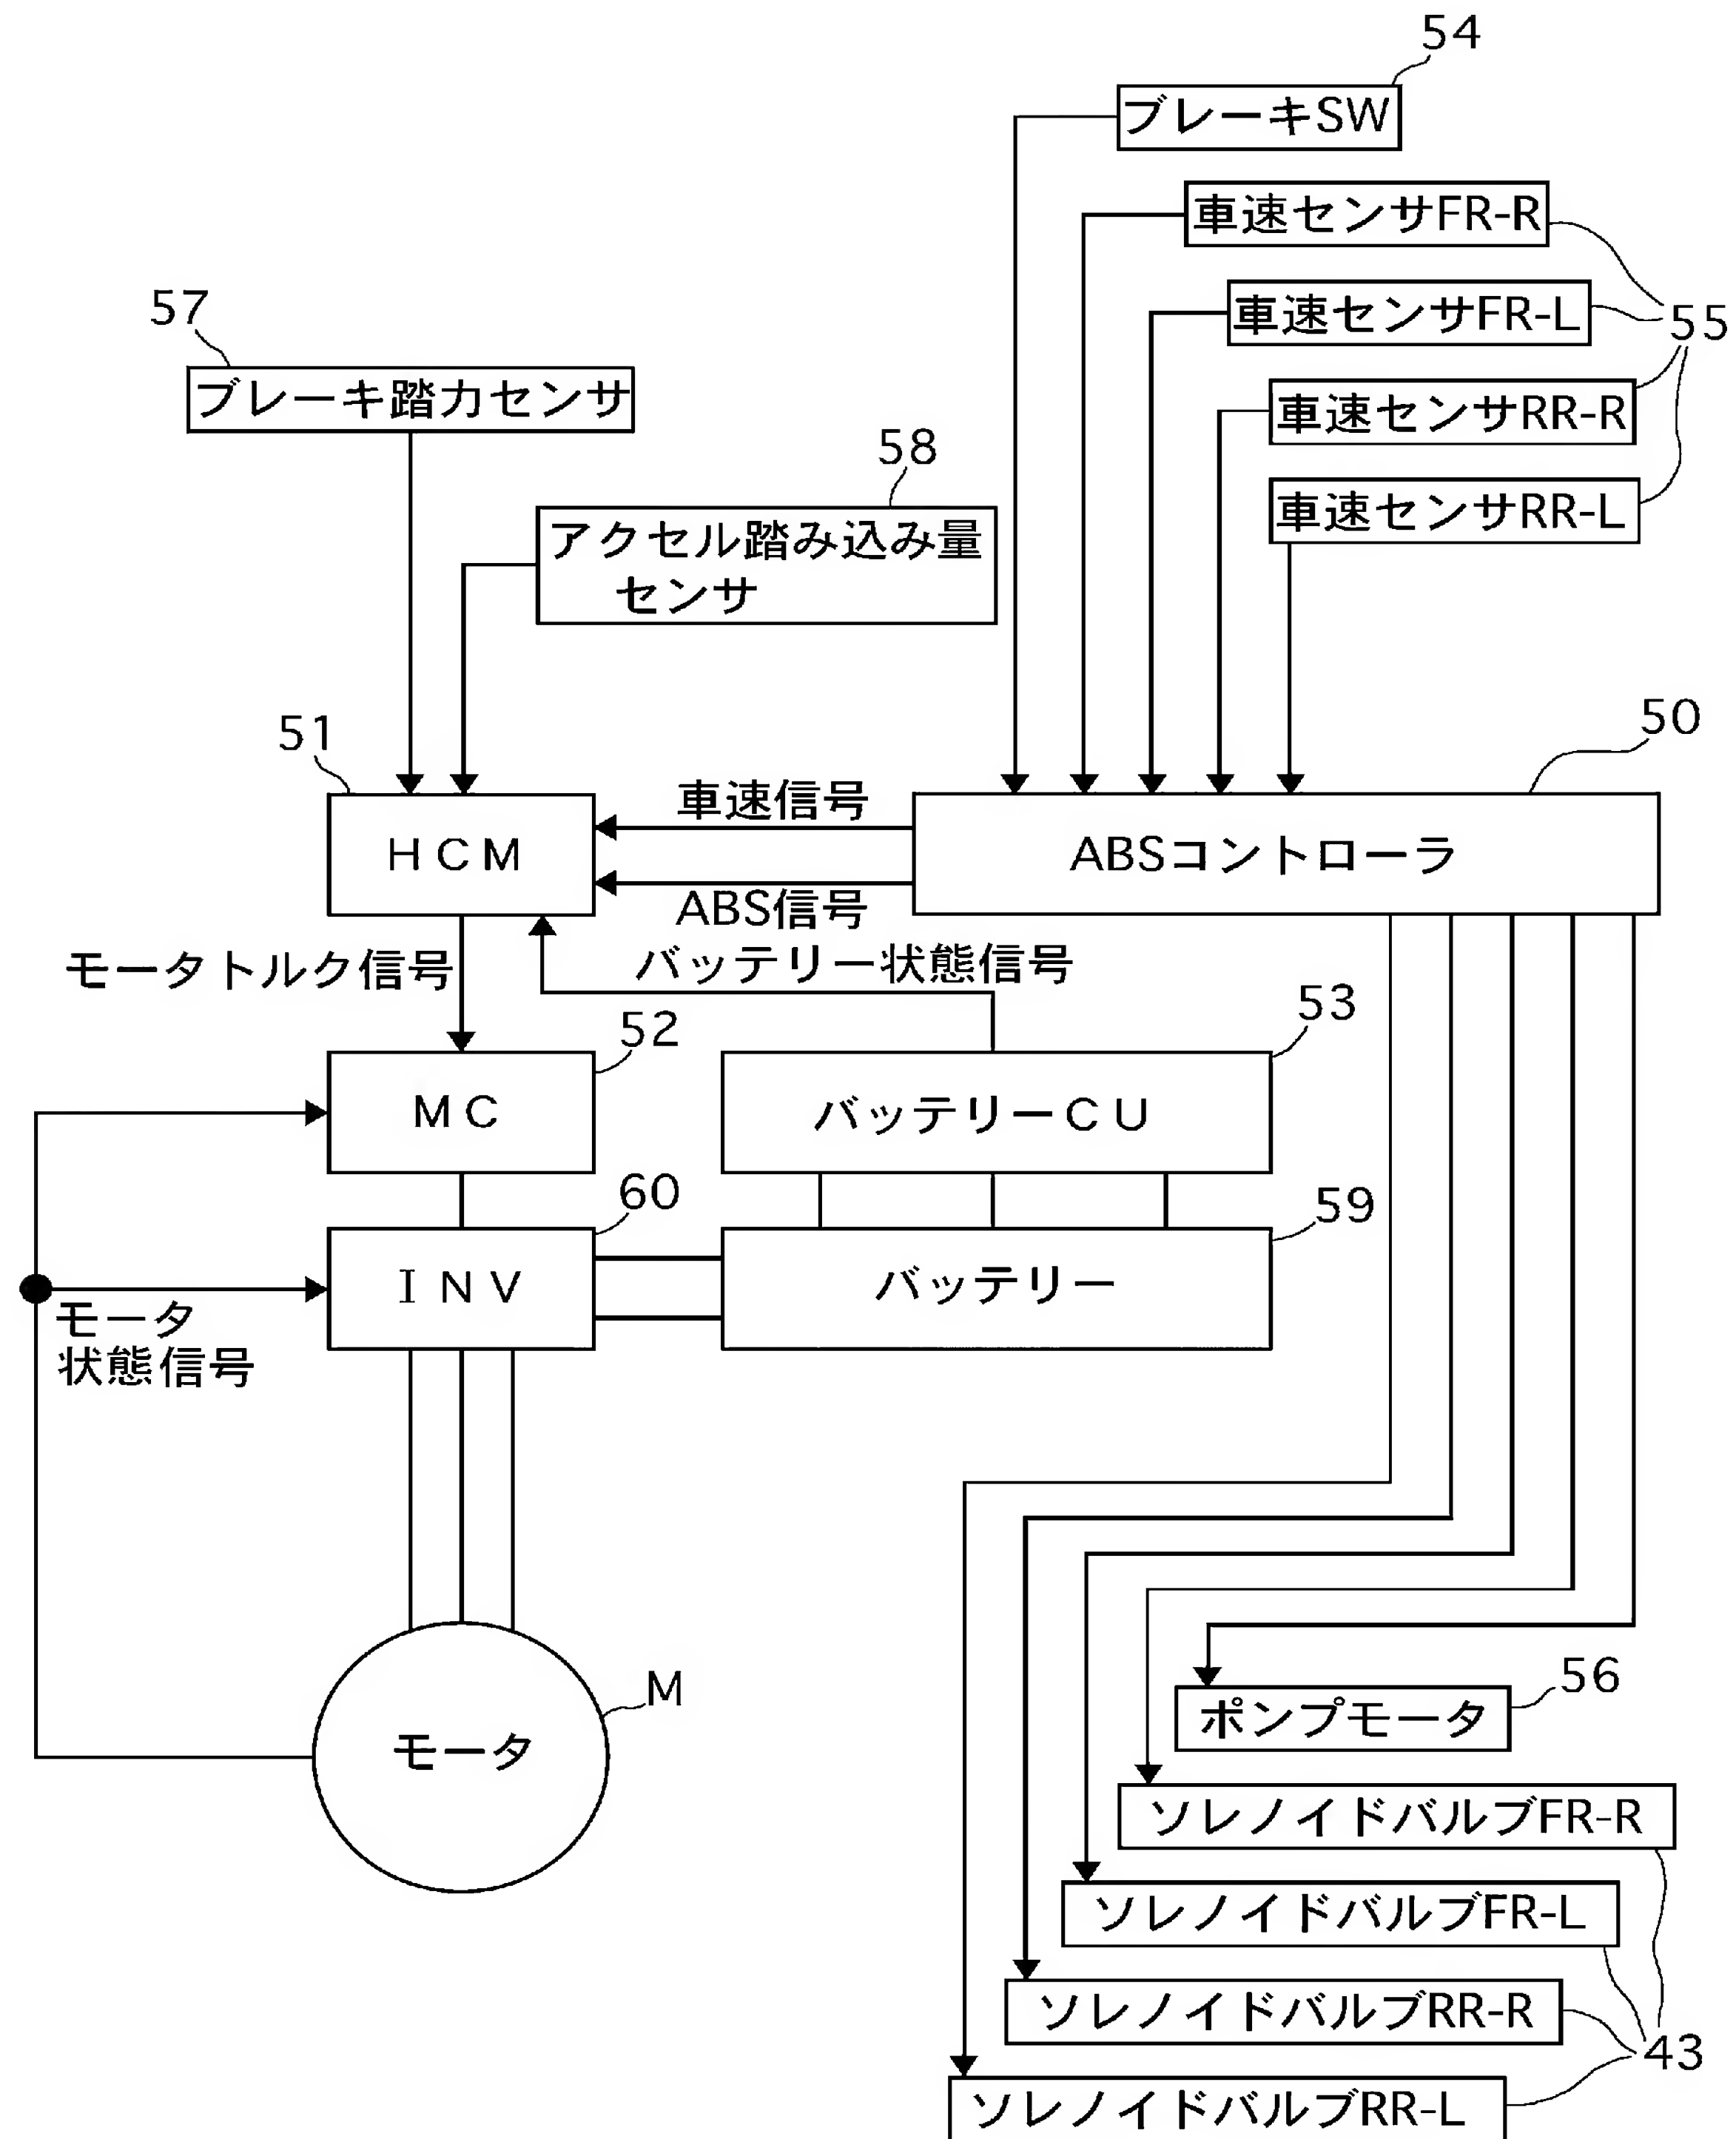 54
ブレーキSW
車速センサFR-R
車速センサFR-L
55
車速センサRR-R
車速センサRR-L
57
ブレーキ踏力センサ
58
アクセル踏み込み量
センサ
51
HCM
車速信号
ABS信号
50
ABSコントローラ
モータトルク信号
バッテリー状態信号
52
MC
53
バッテリーCU
60
INV
59
バッテリー
モータ
状態信号
M
モータ
56
ポンプモータ
ソレノイドバルブFR-R
ソレノイドバルブFR-L
ソレノイドバルブRR-R
43
ソレノイドバルブRR-L